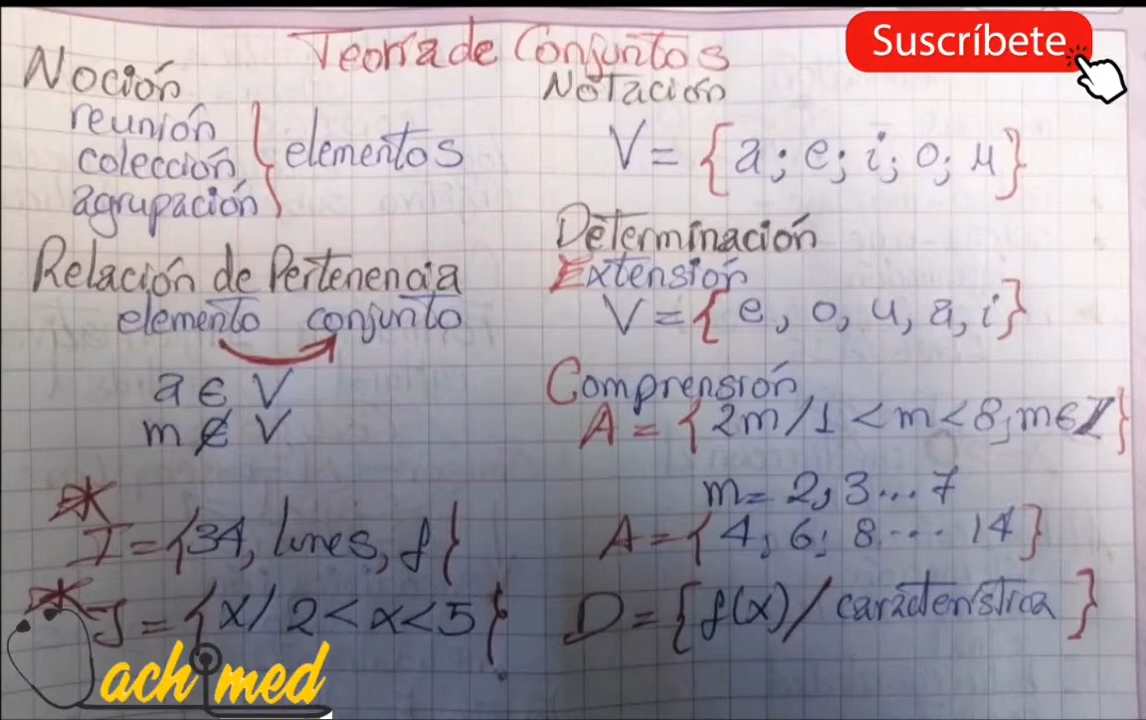 Teoría de Conjuntos
Suscríbete
Noción
reunión
colección
agrupación
elementos
Relación de Pertenencia
elemento conjunto
a ∈ V
m ∉ V
I = {34, lunes, f}
J = {x/ 2 < x < 5}
Notación
V = {a; e; i; o; u}
Determinación
Extensión
V = {e, o, u, a, i}
Comprensión
A = {2m/1 < m < 8, m ∈ Z}
m = 2, 3 ... 7
A = {4; 6; 8 ... 14}
D = {f(x)/ característica}
achimed